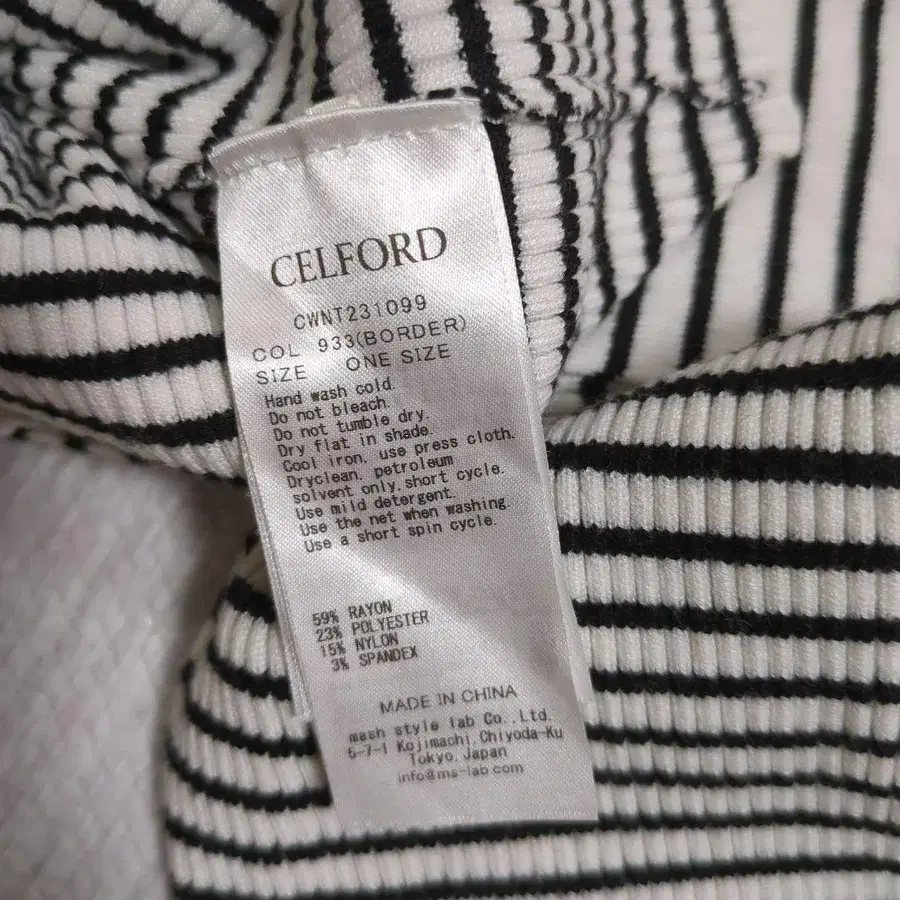 CELFORD
CWNT231099
COL 933(BORDER)
SIZE ONE SIZE
Hand wash cold.
Do not bleach.
Do not tumble dry.
Dry flat in shade.
Cool iron, use press cloth.
Dryclean, petroleum
solvent only, short cycle.
Use mild detergent.
Use the net when washing.
Use a short spin cycle.
59% RAYON
23% POLYESTER
15% NYLON
3% SPANDEX
MADE IN CHINA
mash style lab Co.,Ltd.
5-7-1 Kojimachi,Chiyoda-Ku
Tokyo,Japan
info@ms-lab.com